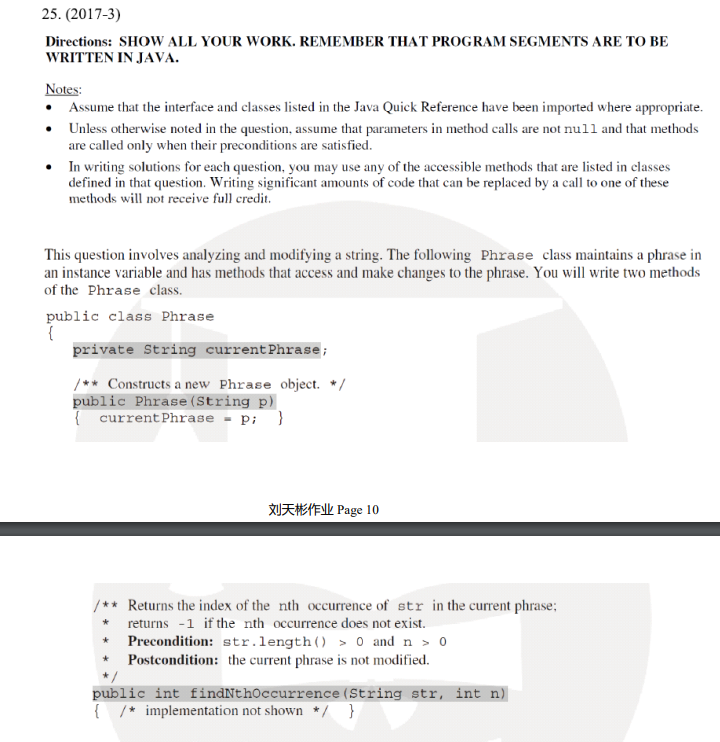 25. (2017-3)
Directions: SHOW ALL YOUR WORK. REMEMBER THAT PROGRAM SEGMENTS ARE TO BE
WRITTEN IN JAVA.
Notes:
• Assume that the interface and classes listed in the Java Quick Reference have been imported where appropriate.
• Unless otherwise noted in the question, assume that parameters in method calls are not null and that methods
are called only when their preconditions are satisfied.
• In writing solutions for each question, you may use any of the accessible methods that are listed in classes
defined in that question. Writing significant amounts of code that can be replaced by a call to one of these
methods will not receive full credit.
This question involves analyzing and modifying a string. The following Phrase class maintains a phrase in
an instance variable and has methods that access and make changes to the phrase. You will write two methods
of the Phrase class.
public class Phrase
{
private String currentPhrase;
/** Constructs a new Phrase object. */
public Phrase(String p)
{ currentPhrase = p; }
刘天彬作业 Page 10
/** Returns the index of the nth occurrence of str in the current phrase;
* returns -1 if the nth occurrence does not exist.
* Precondition: str.length() > 0 and n > 0
* Postcondition: the current phrase is not modified.
*/
public int findNthOccurrence(String str, int n)
{ /* implementation not shown */ }